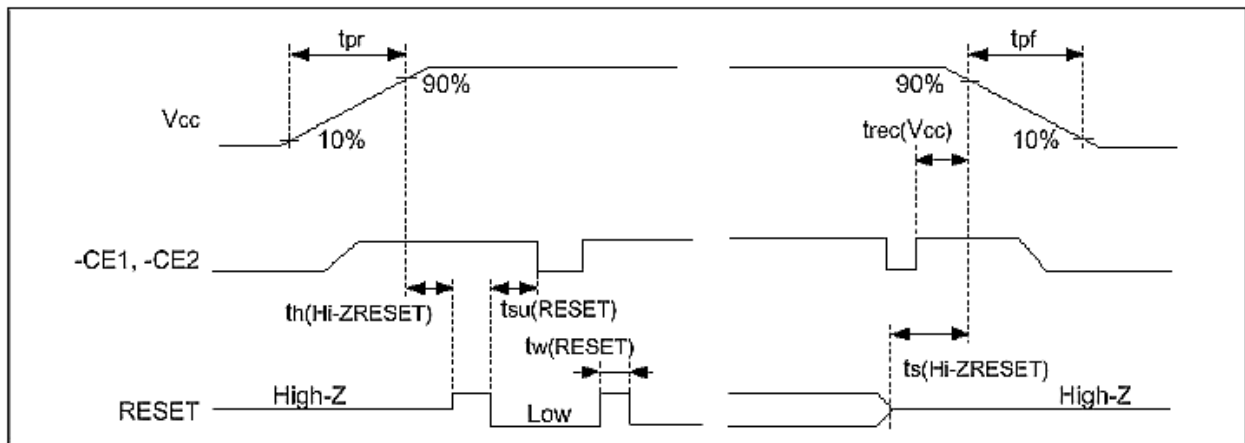 tpr
tpf
90%
90%
Vcc
10%
trec(Vcc)
10%
-CE1, -CE2
th(Hi-ZRESET)
tsu(RESET)
tw(RESET)
ts(Hi-ZRESET)
RESET
High-Z
Low
High-Z